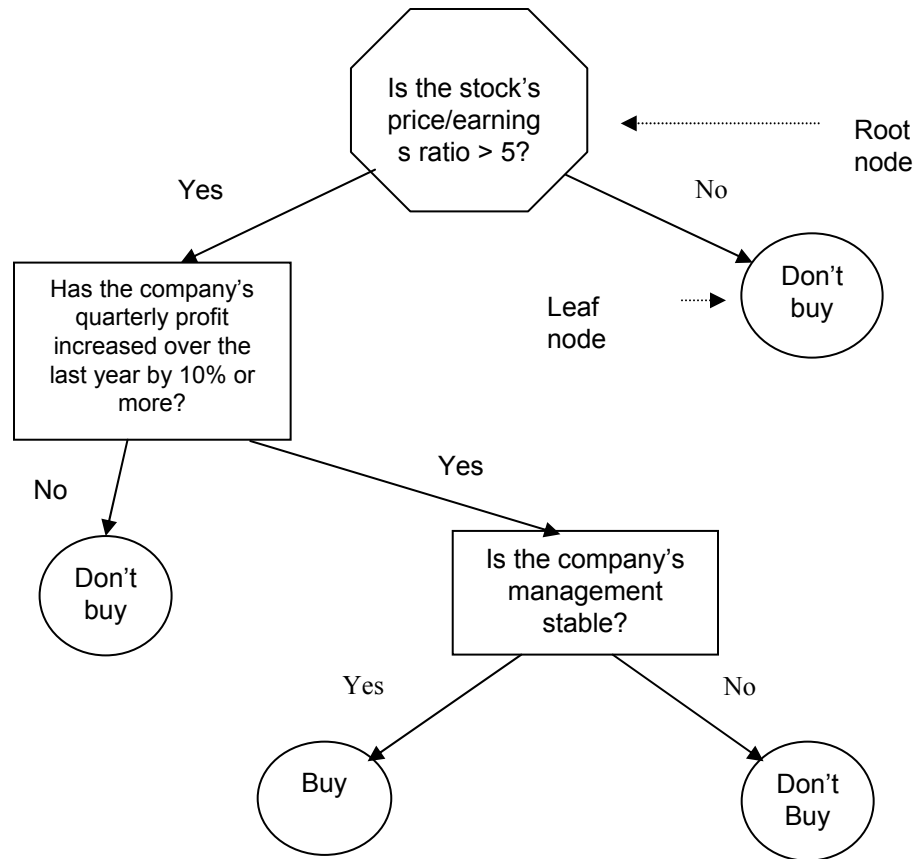 Is the stock’s
price/earning
s ratio > 5?
Root
node
Yes
No
Has the company’s
quarterly profit
increased over the
last year by 10% or
more?
Leaf
node
Don’t
buy
No
Yes
Don’t
buy
Is the company’s
management
stable?
Yes
No
Buy
Don’t
Buy